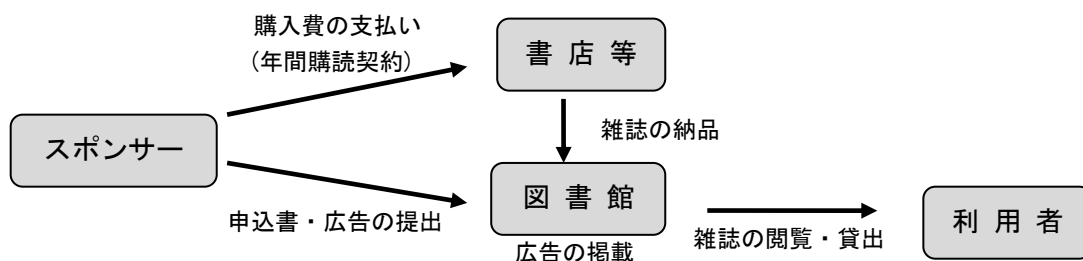 購入費の支払い
(年間購読契約)
書店等
スポンサー
雑誌の納品
図書館
利用者
申込書・広告の提出
雑誌の閲覧・貸出
広告の掲載